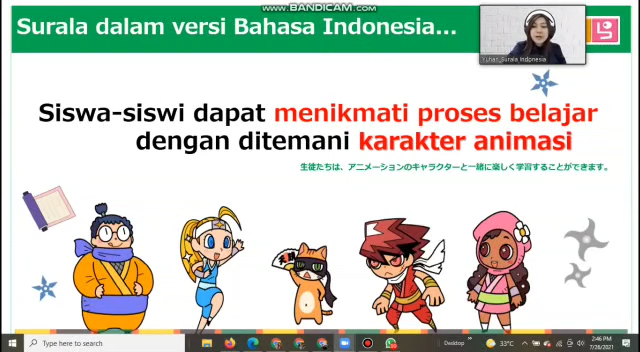 WWW.BANDICAM.COM
Surala dalam versi Bahasa Indonesia...
Yuhan Surala Indonesia
Siswa-siswi dapat menikmati proses belajar
dengan ditemani karakter animasi
生徒たちは、アニメーションのキャラクターと一緒に楽しく学習することができます。
Type here to search
Desktop
33°C
2:46 PM
7/26/2021